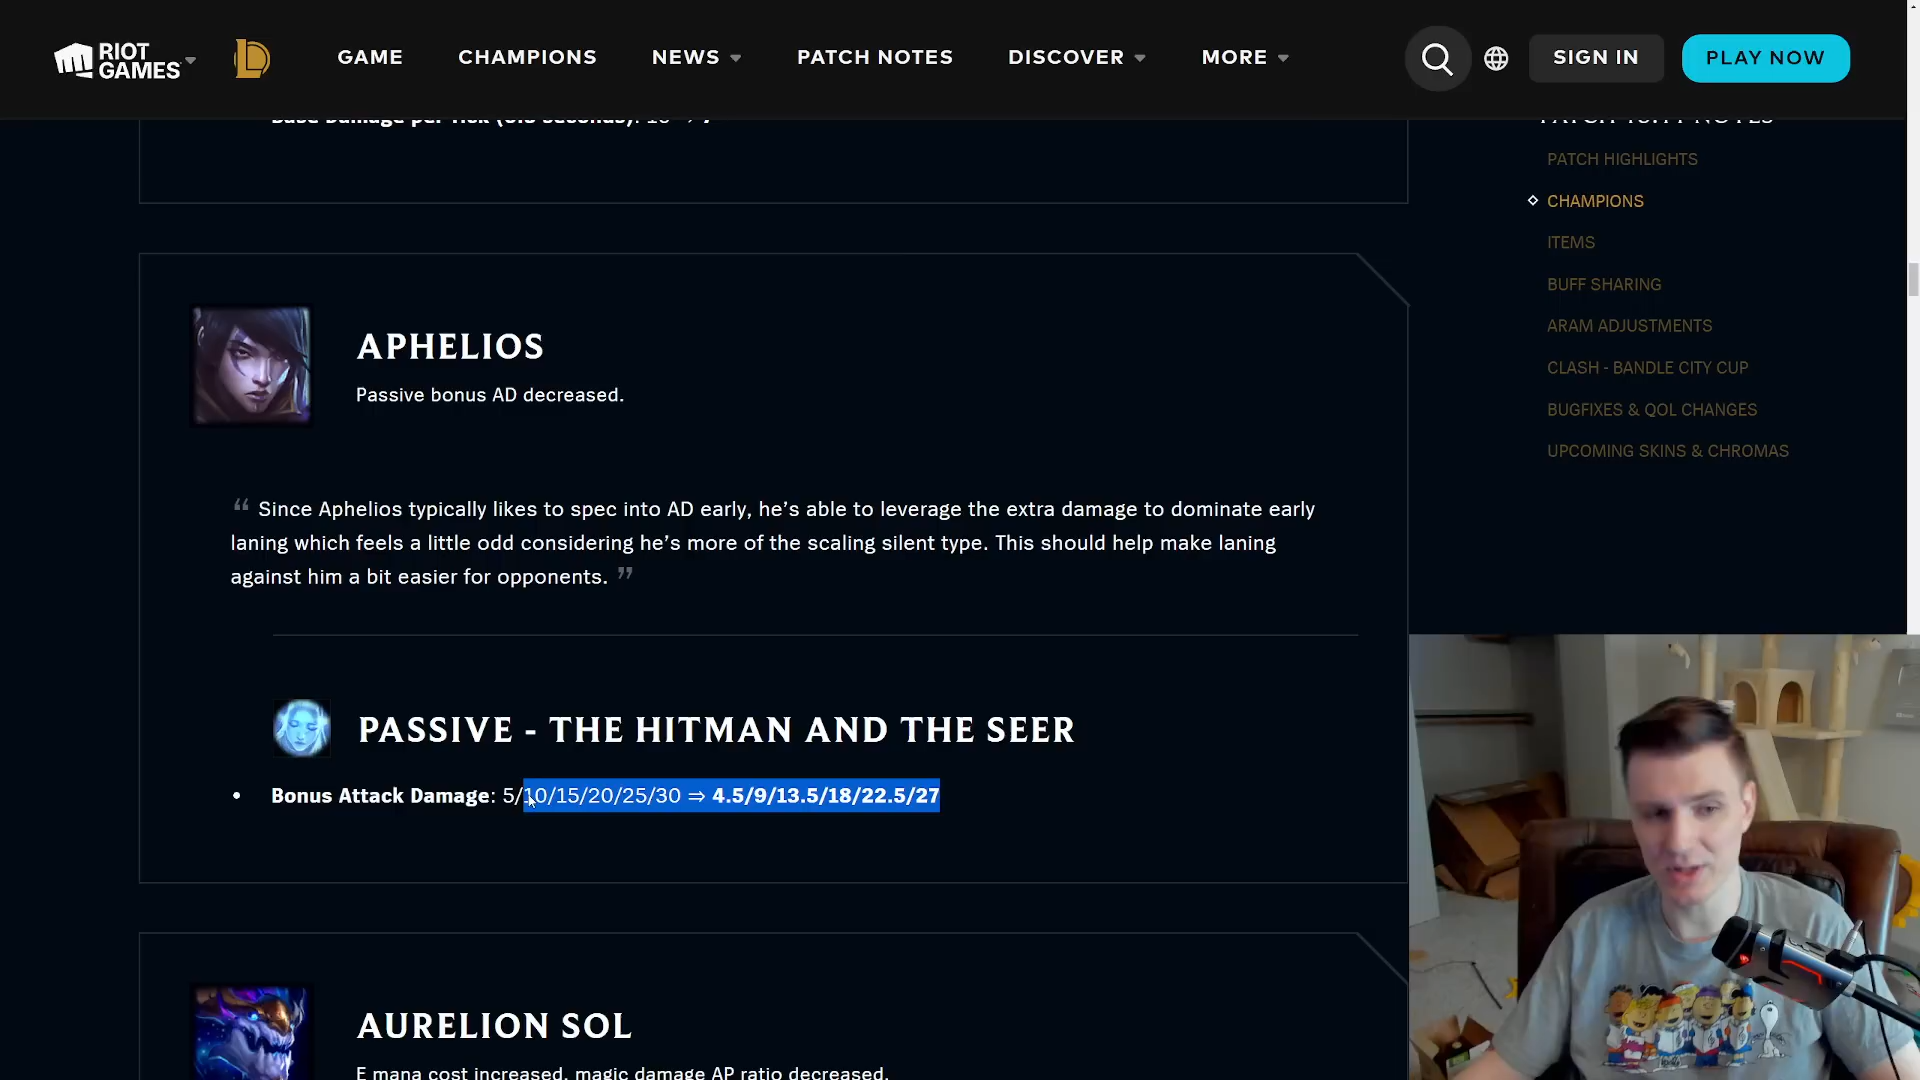 RIOT GAMES
GAME
CHAMPIONS
NEWS
PATCH NOTES
DISCOVER
MORE
SIGN IN
PLAY NOW
Base Damage per Tick
PATCH HIGHLIGHTS
CHAMPIONS
ITEMS
BUFF SHARING
ARAM ADJUSTMENTS
CLASH - BANDLE CITY CUP
BUGFIXES & QOL CHANGES
UPCOMING SKINS & CHROMAS
APHELIOS
Passive bonus AD decreased.
“ Since Aphelios typically likes to spec into AD early, he’s able to leverage the extra damage to dominate early
laning which feels a little odd considering he’s more of the scaling silent type. This should help make laning
against him a bit easier for opponents. ”
PASSIVE - THE HITMAN AND THE SEER
• Bonus Attack Damage: 5/10/15/20/25/30 ⇒ 4.5/9/13.5/18/22.5/27
AURELION SOL
E mana cost increased, magic damage AP ratio decreased.